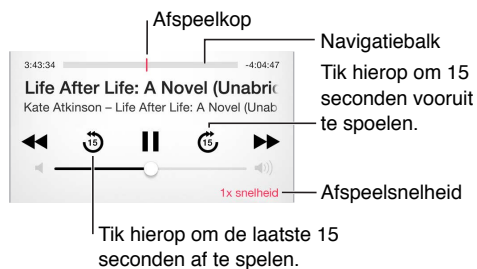 Afspeelkop
Navigatiebalk
3:43:34
-4:04:47
Life After Life: A Novel (Unabri
Kate Atkinson – Life After Life: A Novel (Unab
Tik hierop om 15
seconden vooruit
te spoelen.
15
15
1x snelheid
Afspeelsnelheid
Tik hierop om de laatste 15
seconden af te spelen.